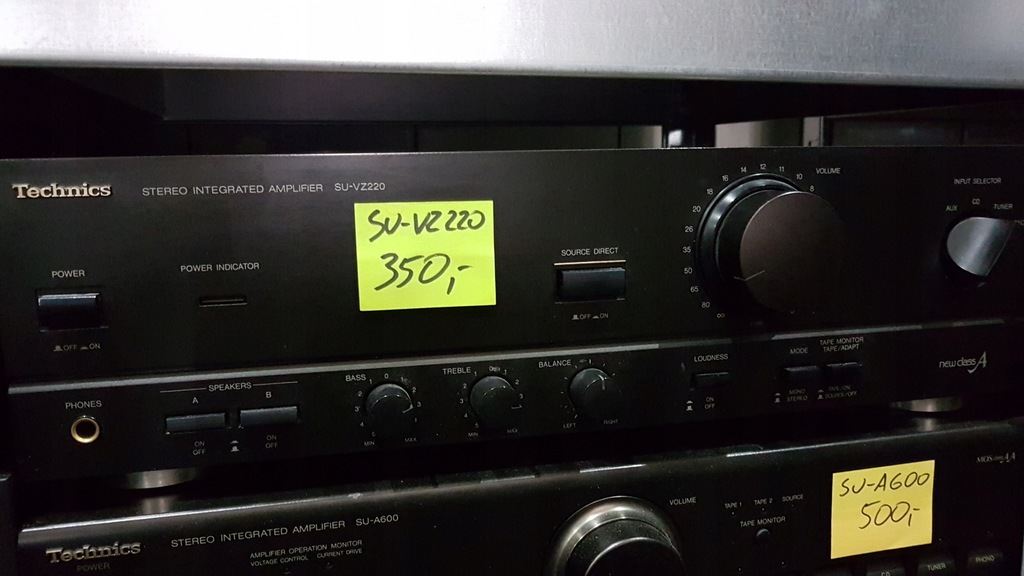 Technics
STEREO INTEGRATED AMPLIFIER SU-VZ220
SU-VZ220
350,-
POWER
OFF ON
POWER INDICATOR
SOURCE DIRECT
OFF ON
VOLUME
18 16 14 12 11 10 8
20
26
35
50
65
80
∞
INPUT SELECTOR
AUX CD TUNER
PHONES
SPEAKERS
A B
ON
OFF
ON
OFF
BASS
MIN MAX
TREBLE
MIN
BALANCE
LEFT RIGHT
LOUDNESS
ON
OFF
MODE
MONO
STEREO
TAPE MONITOR
TAPE/ADAPT
new class A
Technics
POWER
STEREO INTEGRATED AMPLIFIER SU-A600
AMPLIFIER OPERATION MONITOR
VOLTAGE CONTROL CURRENT DRIVE
VOLUME
TAPE 1 TAPE 2 SOURCE
TAPE MONITOR
SU-A600
500,-
CD TUNER PHONO